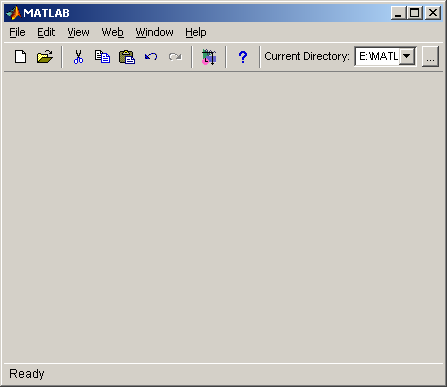 MATLAB
File Edit View Web Window Help
? Current Directory: E:\MATL ...
Ready